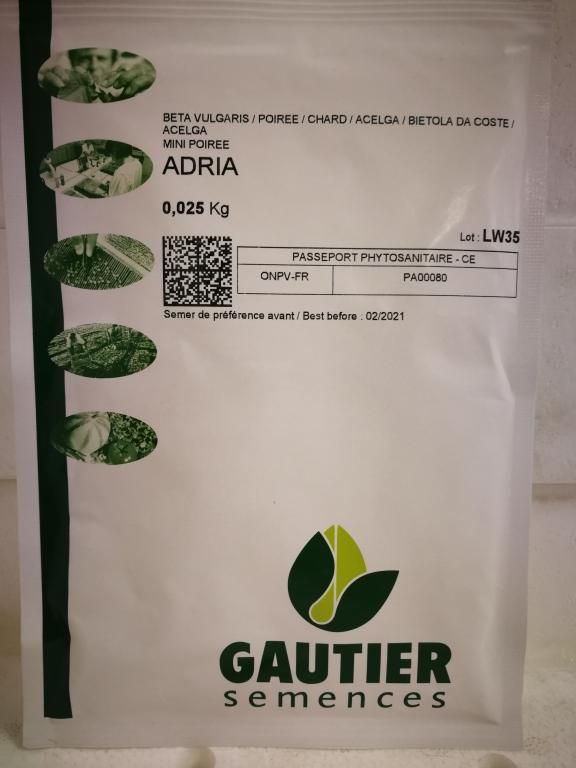 BETA VULGARIS / POIREE / CHARD / ACELGA / BIETOLA DA COSTE /
ACELGA
MINI POIREE
ADRIA
0,025 Kg
Lot : LW35
PASSEPORT PHYTOSANITAIRE - CE
ONPV-FR PA00080
Semer de préférence avant / Best before : 02/2021
GAUTIER
semences